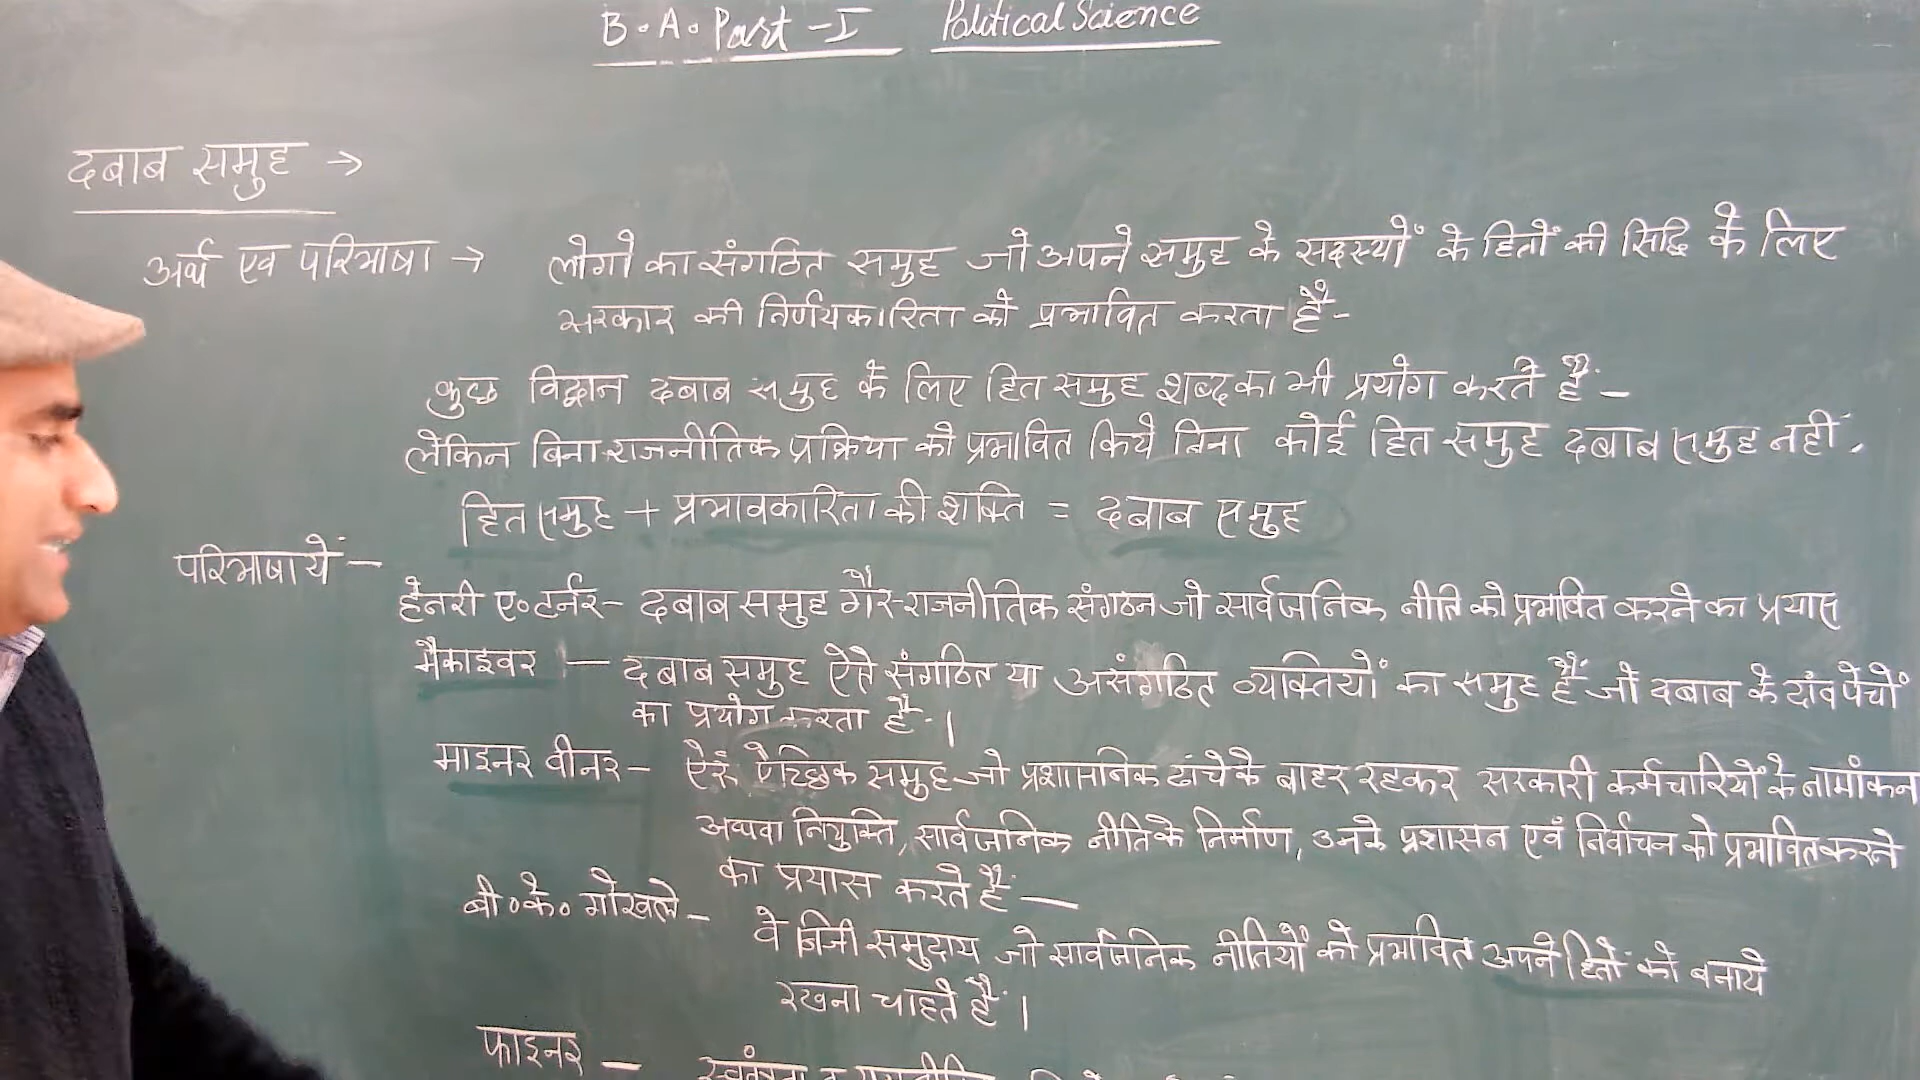 B.A. Part-I Political Science
दबाब समुह →
अर्थ एव परिभाषा → लोगो का संगठित समुह जो अपने समुह के सदस्यों के हितों की सिद्धि के लिए
सरकार की निर्णयकारिता को प्रभावित करता है-
कुछ विद्वान दबाब समुह के लिए हित समुह शब्द का भी प्रयोग करते हैं-
लेकिन बिना राजनीतिक प्रक्रिया को प्रभावित किये बिना कोई हित समुह दबाब समुह नहीं.
हित समुह + प्रभावकारिता की शक्ति = दबाब समुह
परिभाषायें-
हेनरी ए० टर्नर- दबाब समुह गैर-राजनीतिक संगठन जो सार्वजनिक नीति को प्रभावित करने का प्रयास
मैकाइवर - दबाब समुह ऐसे संगठित या असंगठित व्यक्तियों का समुह हैं जो दबाब के दांव पेचों
का प्रयोग करता है।
माइनर वीनर- ऐच्छिक समुह जो प्रशासनिक ढांचे के बाहर रहकर सरकारी कर्मचारियों के नामांकन
अथवा नियुक्ति, सार्वजनिक नीति के निर्माण, उनके प्रशासन एवं निर्वाचन को प्रभावित करने
का प्रयास करते हैं-
बी०के० गोखले- वे निजी समुदाय जो सार्वजनिक नीतियों को प्रभावित अपने हितों को बनाये
रखना चाहते हैं।
फाइनर -